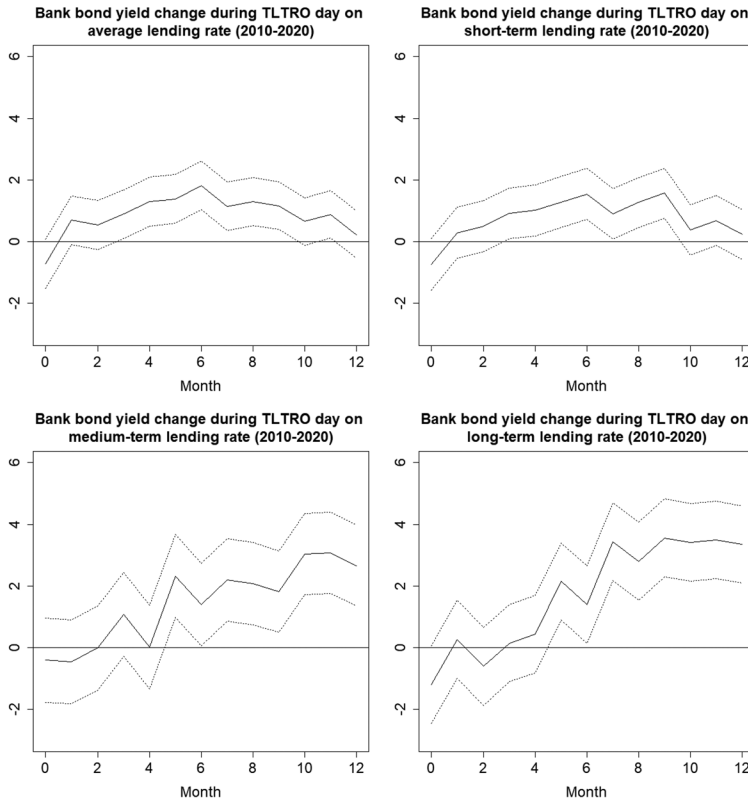 Bank bond yield change during TLTRO day on
average lending rate (2010-2020)
6
4
2
0
-2
0 2 4 6 8 10 12
Month
Bank bond yield change during TLTRO day on
short-term lending rate (2010-2020)
6
4
2
0
-2
0 2 4 6 8 10 12
Month
Bank bond yield change during TLTRO day on
medium-term lending rate (2010-2020)
6
4
2
0
-2
0 2 4 6 8 10 12
Month
Bank bond yield change during TLTRO day on
long-term lending rate (2010-2020)
6
4
2
0
-2
0 2 4 6 8 10 12
Month